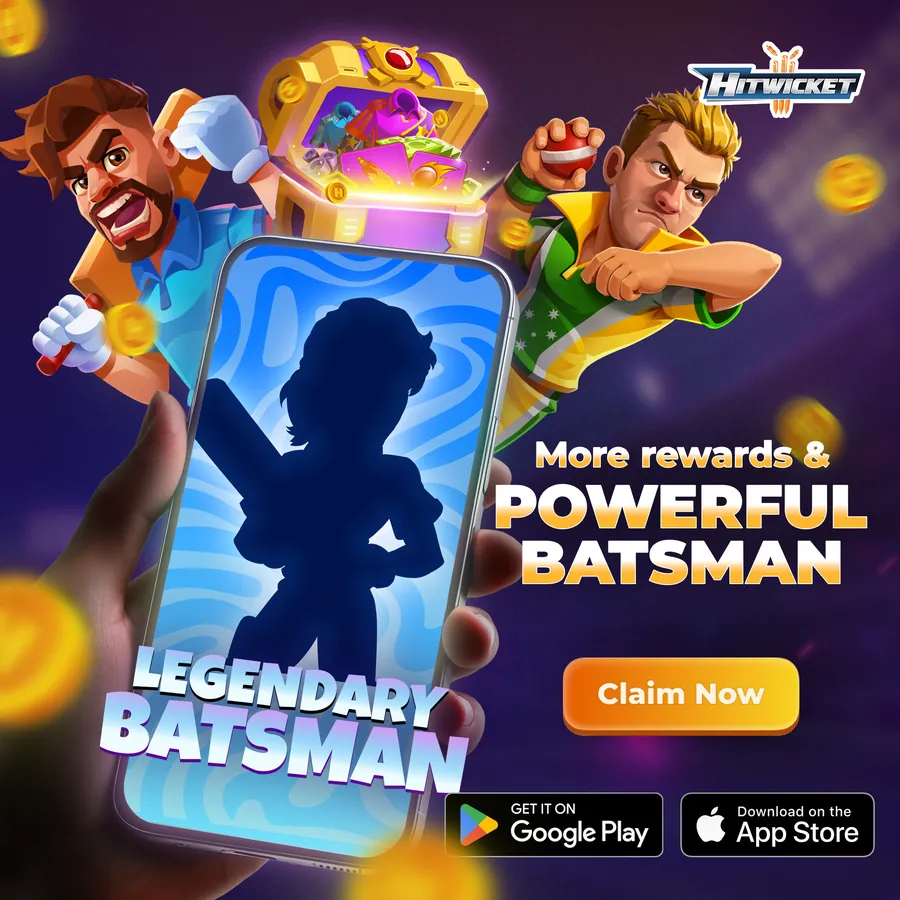 HITWICKET
More rewards &
POWERFUL
BATSMAN
LEGENDARY
BATSMAN
Claim Now
GET IT ON
Google Play
Download on the
App Store